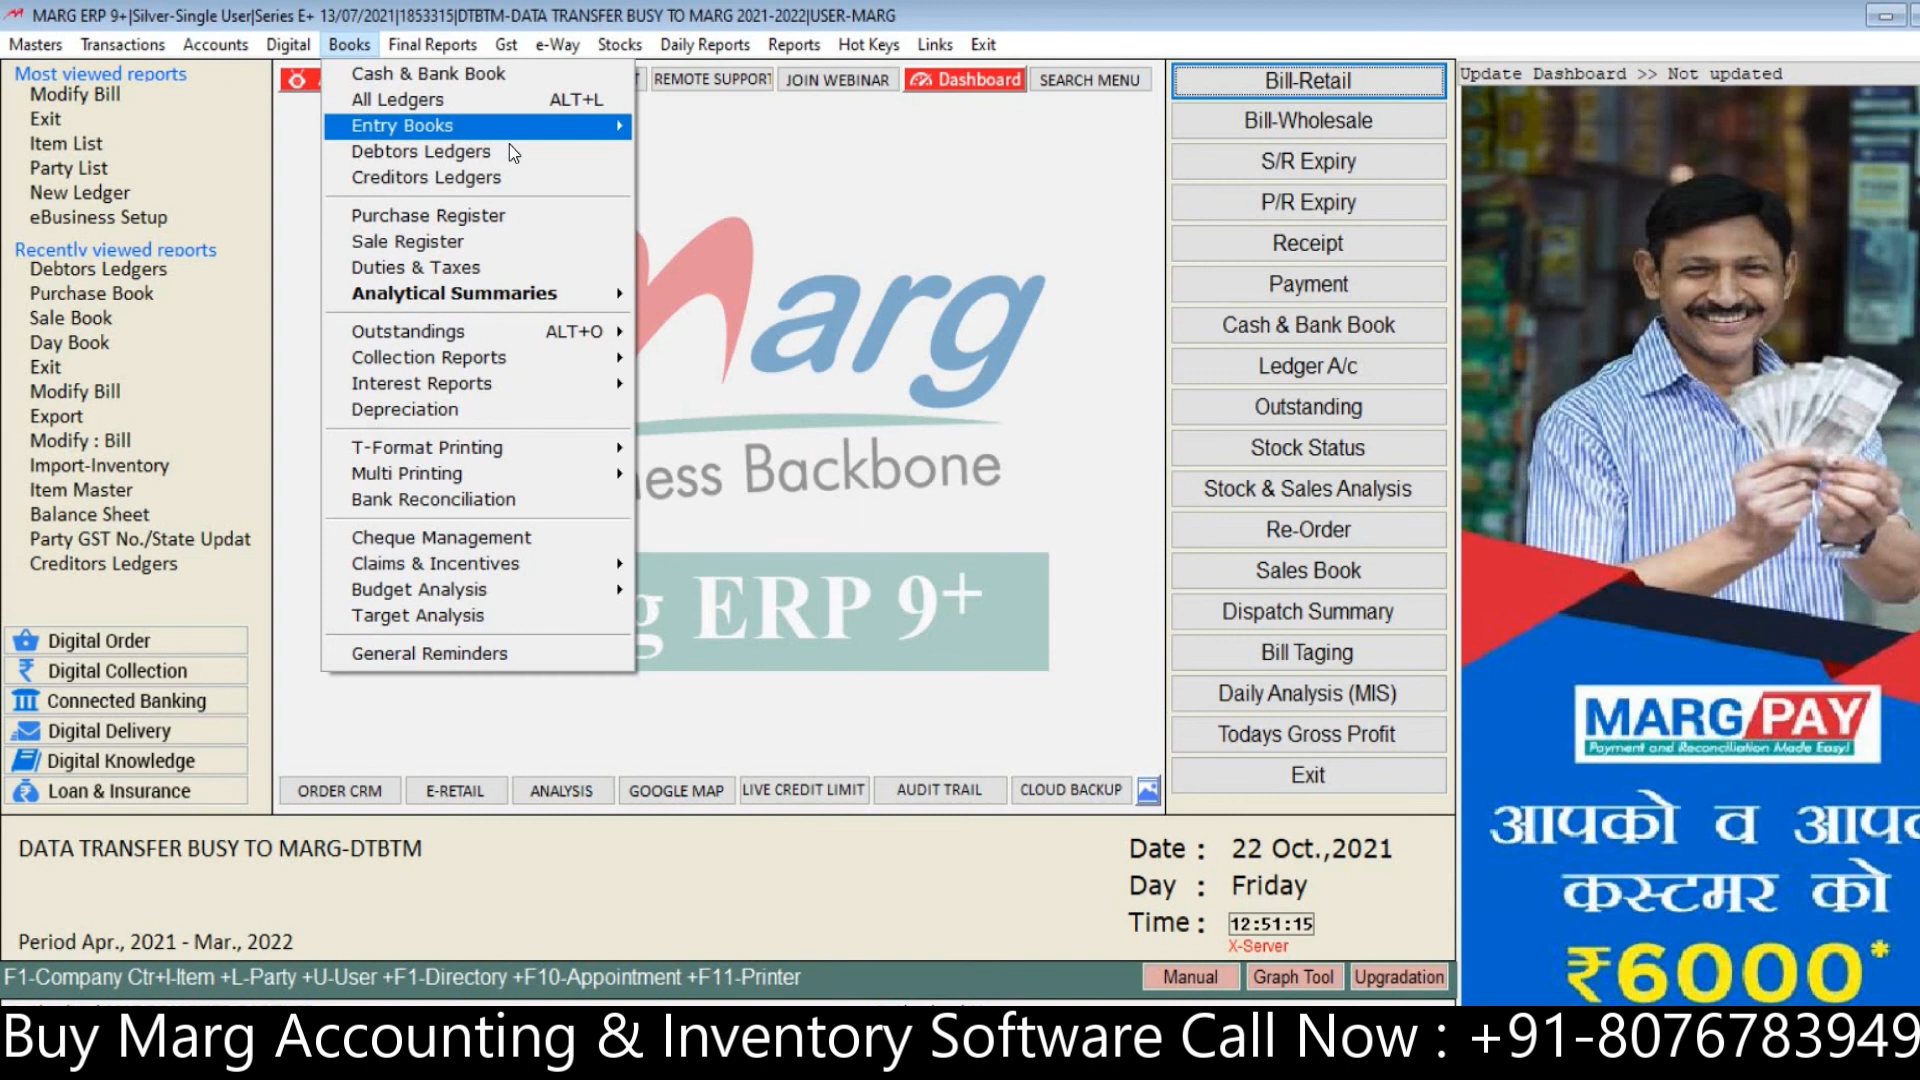 MARG ERP 9+|Silver-Single User|Series E+ 13/07/2021|1853315|DTBTM-DATA TRANSFER BUSY TO MARG 2021-2022|USER-MARG
Masters Transactions Accounts Digital Books Final Reports Gst e-Way Stocks Daily Reports Reports Hot Keys Links Exit
Most viewed reports
Modify Bill
Exit
Item List
Party List
New Ledger
eBusiness Setup
Recently viewed reports
Debtors Ledgers
Purchase Book
Sale Book
Day Book
Exit
Modify Bill
Export
Modify : Bill
Import-Inventory
Item Master
Balance Sheet
Party GST No./State Updat
Creditors Ledgers
Digital Order
Digital Collection
Connected Banking
Digital Delivery
Digital Knowledge
Loan & Insurance
Cash & Bank Book
All Ledgers ALT+L
Entry Books
Debtors Ledgers
Creditors Ledgers
Purchase Register
Sale Register
Duties & Taxes
Analytical Summaries
Outstandings ALT+O
Collection Reports
Interest Reports
Depreciation
T-Format Printing
Multi Printing
Bank Reconciliation
Cheque Management
Claims & Incentives
Budget Analysis
Target Analysis
General Reminders
REMOTE SUPPORT JOIN WEBINAR Dashboard SEARCH MENU
marg
ness Backbone
g ERP 9+
ORDER CRM E-RETAIL ANALYSIS GOOGLE MAP LIVE CREDIT LIMIT AUDIT TRAIL CLOUD BACKUP
Bill-Retail
Bill-Wholesale
S/R Expiry
P/R Expiry
Receipt
Payment
Cash & Bank Book
Ledger A/c
Outstanding
Stock Status
Stock & Sales Analysis
Re-Order
Sales Book
Dispatch Summary
Bill Taging
Daily Analysis (MIS)
Todays Gross Profit
Exit
Update Dashboard >> Not updated
MARG PAY
Payment and Reconciliation Made Easy!
आपको व आप
कस्टमर को
₹6000*
DATA TRANSFER BUSY TO MARG-DTBTM
Period Apr., 2021 - Mar., 2022
Date : 22 Oct.,2021
Day : Friday
Time : 12:51:15
X-Server
F1-Company Ctr+I-Item +L-Party +U-User +F1-Directory +F10-Appointment +F11-Printer
Manual Graph Tool Upgradation
Buy Marg Accounting & Inventory Software Call Now : +91-8076783949